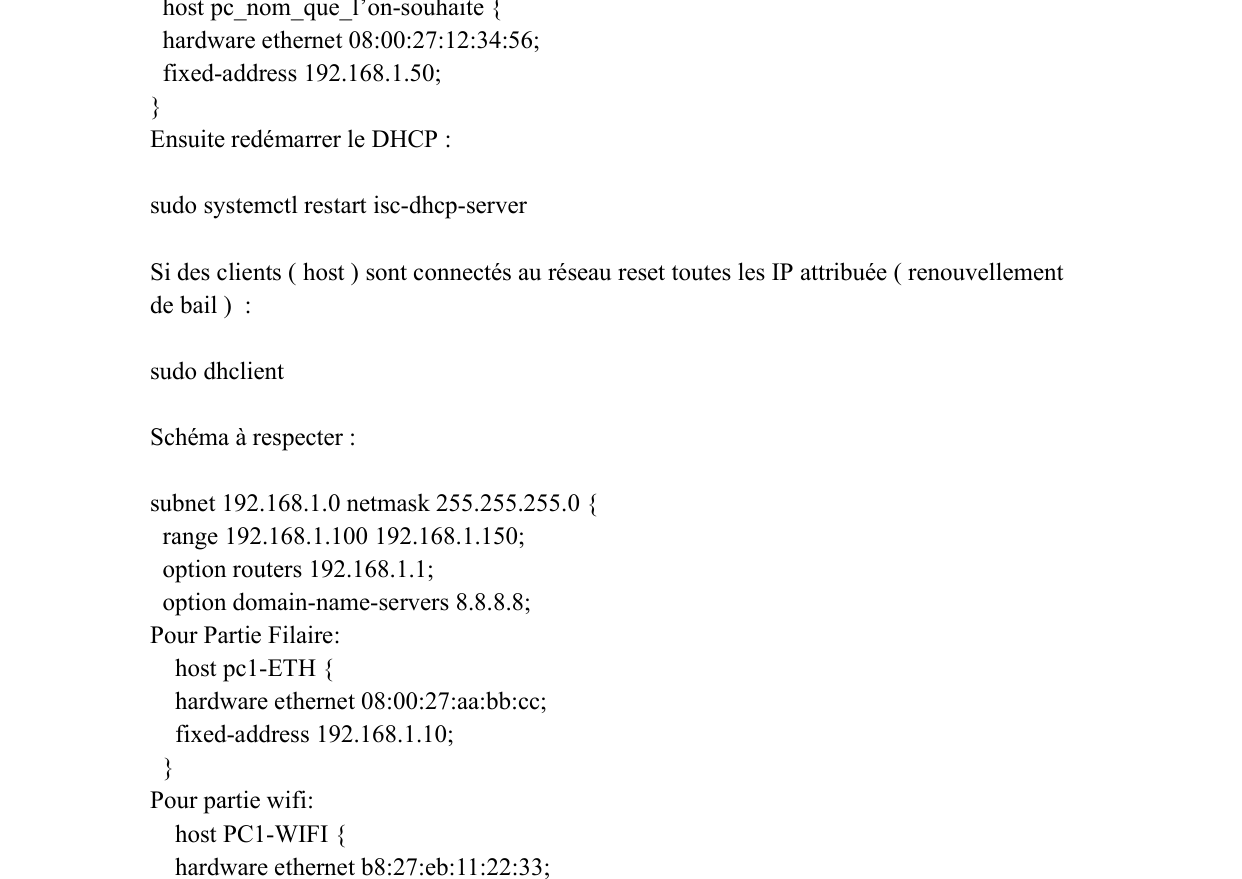 host pc_nom_que_l’on-souhaite {
hardware ethernet 08:00:27:12:34:56;
fixed-address 192.168.1.50;
}
Ensuite redémarrer le DHCP :
sudo systemctl restart isc-dhcp-server
Si des clients ( host ) sont connectés au réseau reset toutes les IP attribuée ( renouvellement
de bail )  :
sudo dhclient
Schéma à respecter :
subnet 192.168.1.0 netmask 255.255.255.0 {
range 192.168.1.100 192.168.1.150;
option routers 192.168.1.1;
option domain-name-servers 8.8.8.8;
Pour Partie Filaire:
host pc1-ETH {
hardware ethernet 08:00:27:aa:bb:cc;
fixed-address 192.168.1.10;
}
Pour partie wifi:
host PC1-WIFI {
hardware ethernet b8:27:eb:11:22:33;